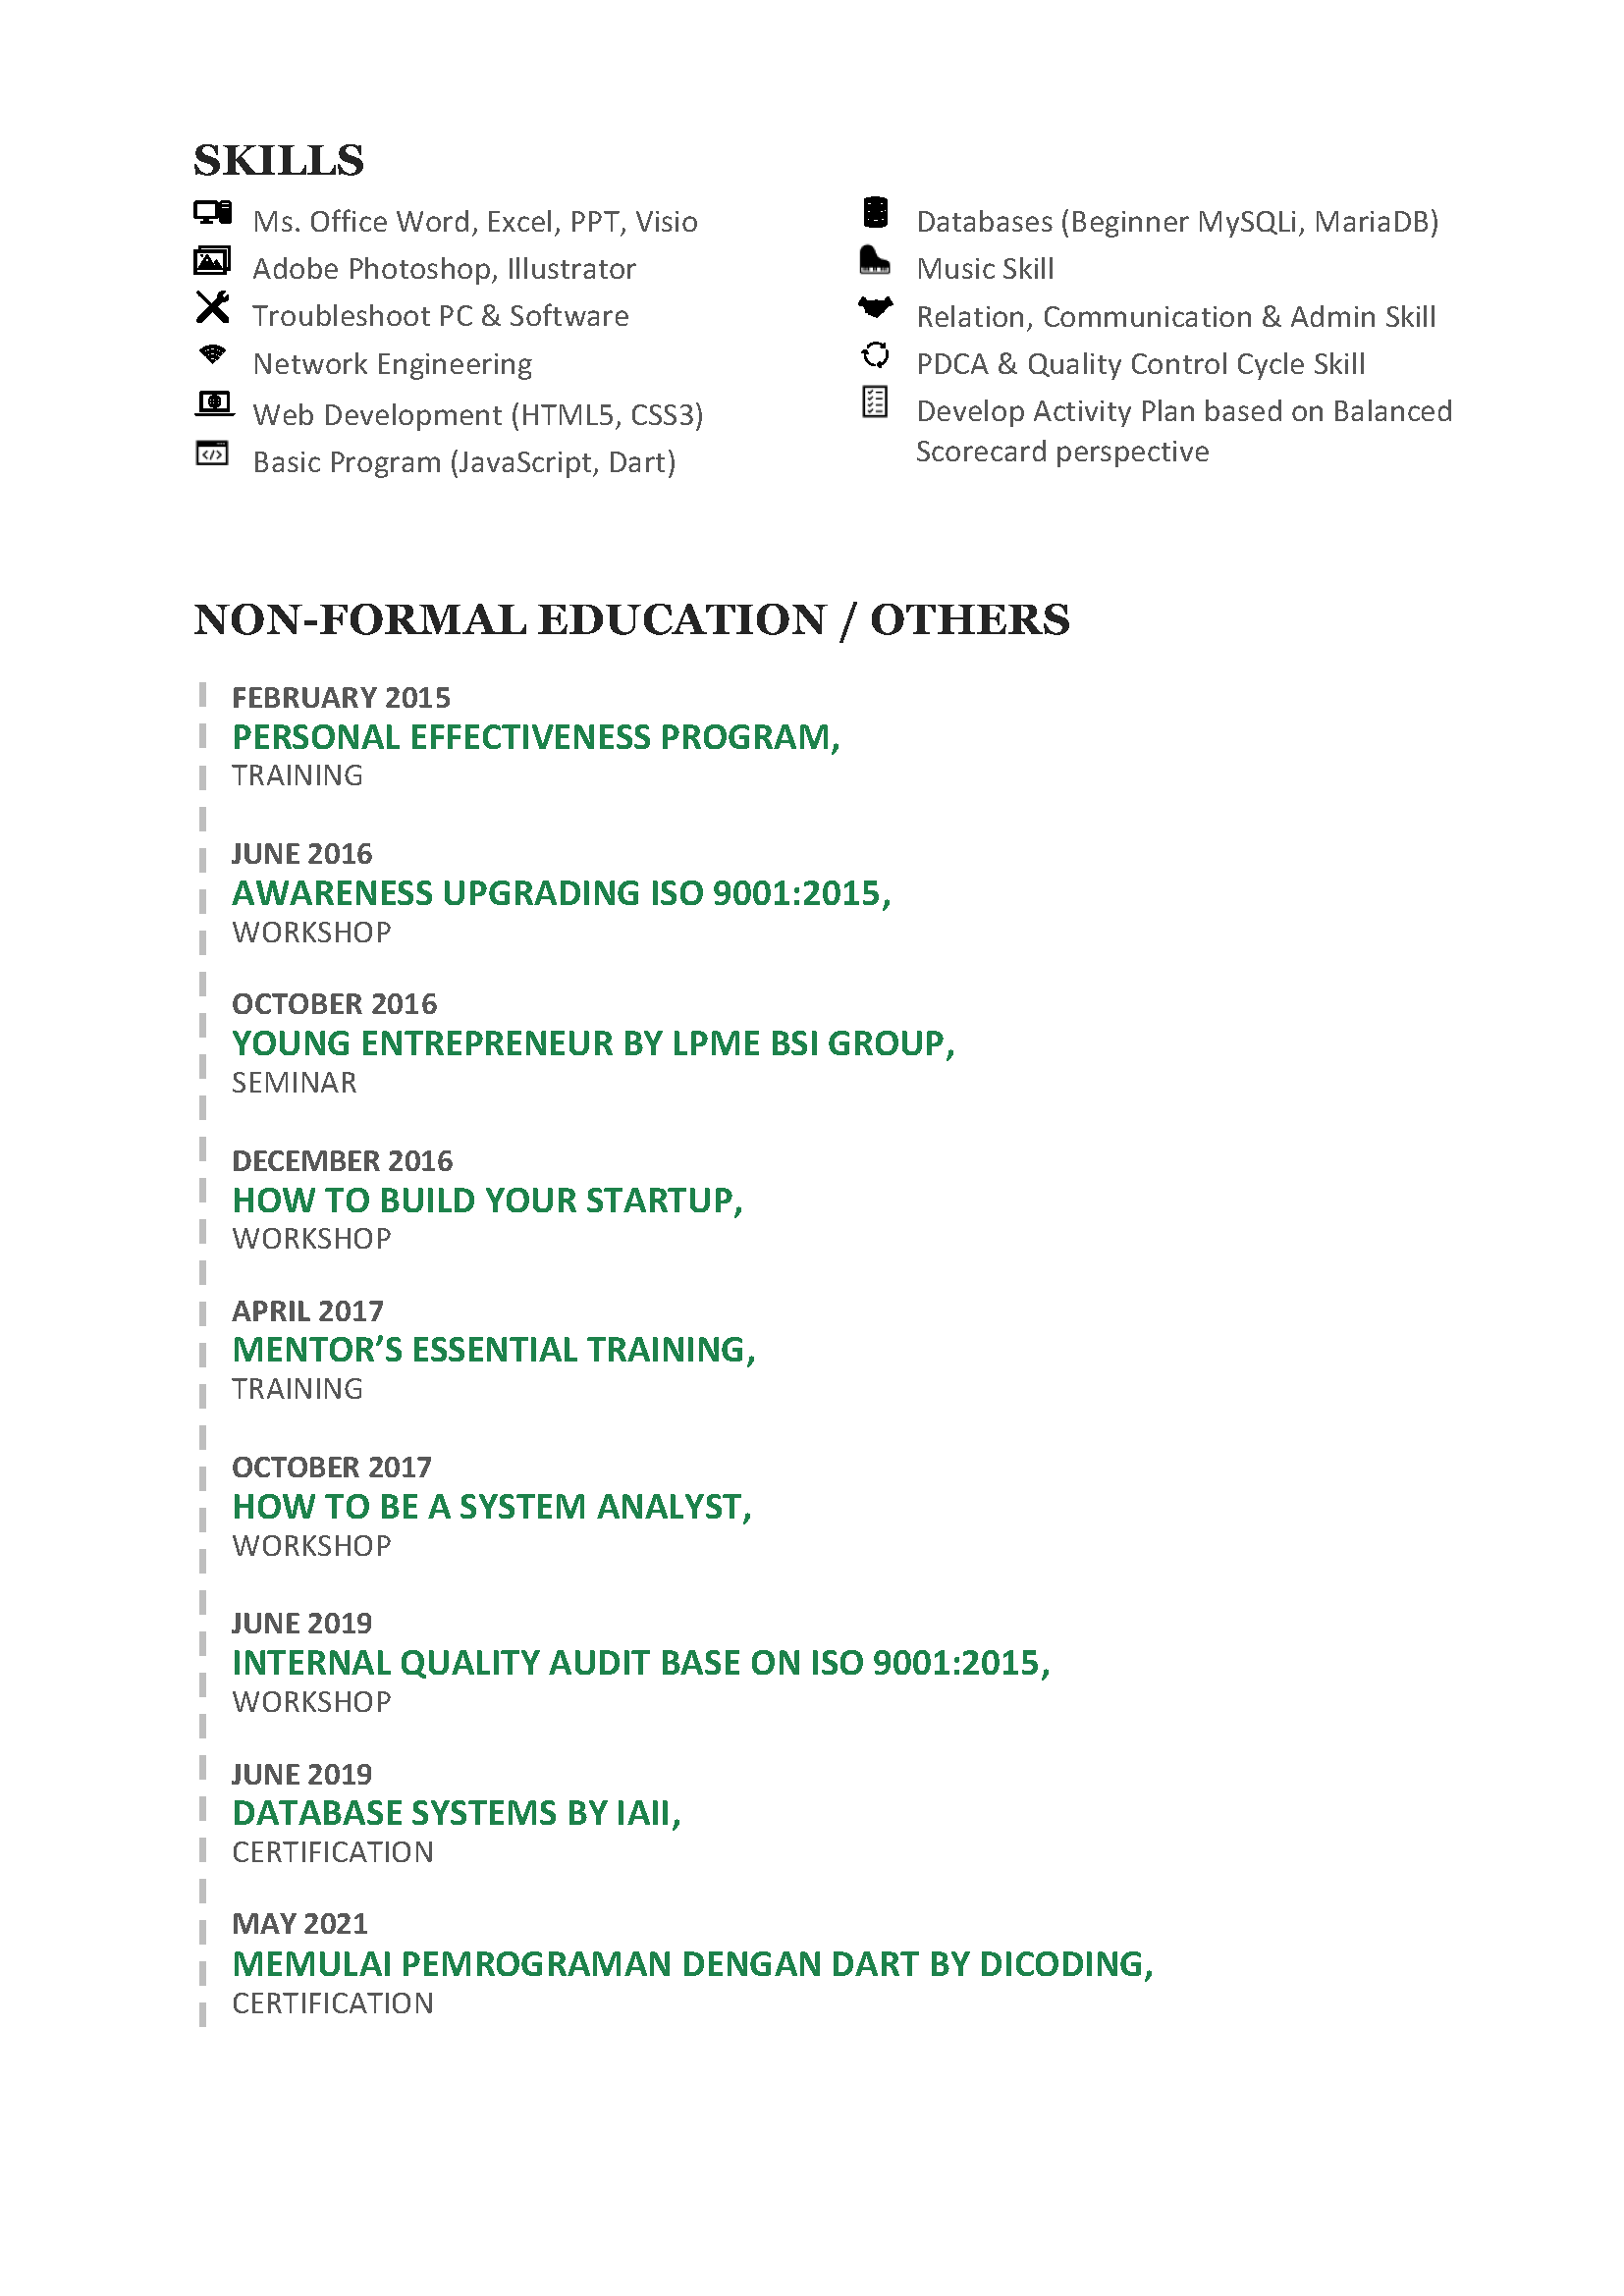 SKILLS
Ms. Office Word, Excel, PPT, Visio
Adobe Photoshop, Illustrator
Troubleshoot PC & Software
Network Engineering
Web Development (HTML5, CSS3)
Basic Program (JavaScript, Dart)
Databases (Beginner MySQLi, MariaDB)
Music Skill
Relation, Communication & Admin Skill
PDCA & Quality Control Cycle Skill
Develop Activity Plan based on Balanced
Scorecard perspective
NON-FORMAL EDUCATION / OTHERS
FEBRUARY 2015
PERSONAL EFFECTIVENESS PROGRAM,
TRAINING
JUNE 2016
AWARENESS UPGRADING ISO 9001:2015,
WORKSHOP
OCTOBER 2016
YOUNG ENTREPRENEUR BY LPME BSI GROUP,
SEMINAR
DECEMBER 2016
HOW TO BUILD YOUR STARTUP,
WORKSHOP
APRIL 2017
MENTOR’S ESSENTIAL TRAINING,
TRAINING
OCTOBER 2017
HOW TO BE A SYSTEM ANALYST,
WORKSHOP
JUNE 2019
INTERNAL QUALITY AUDIT BASE ON ISO 9001:2015,
WORKSHOP
JUNE 2019
DATABASE SYSTEMS BY IAII,
CERTIFICATION
MAY 2021
MEMULAI PEMROGRAMAN DENGAN DART BY DICODING,
CERTIFICATION